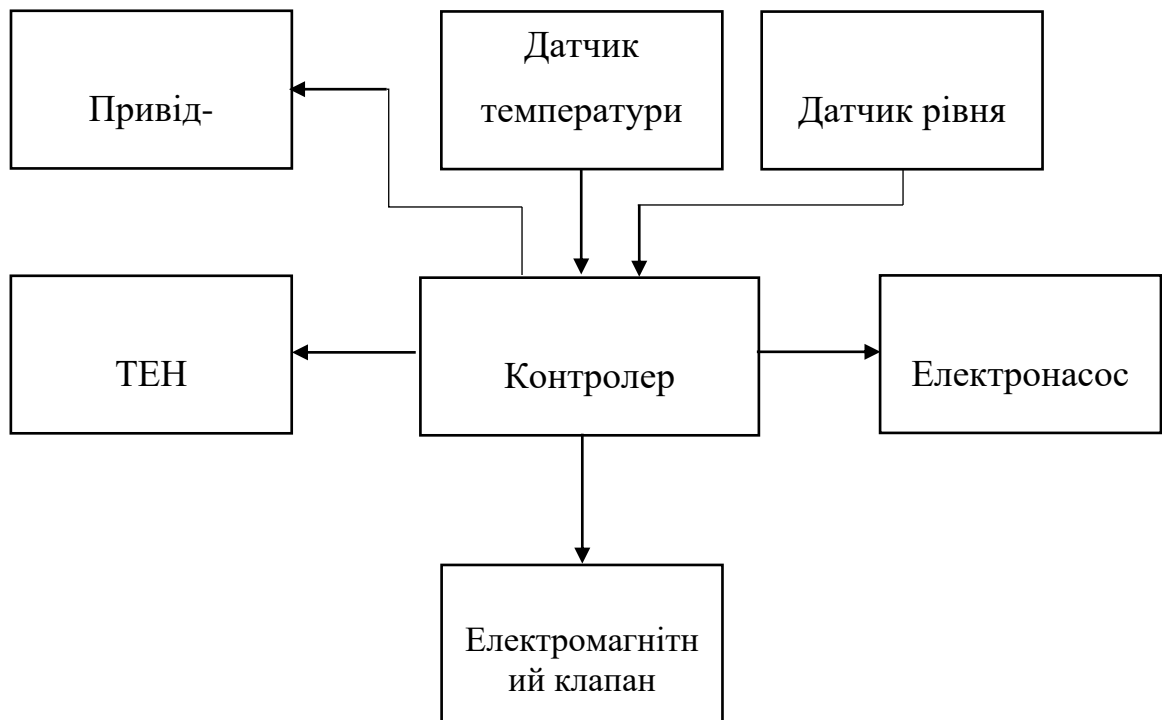 Привід-
Датчик
температури
Датчик рівня
ТЕН
Контролер
Електронасос
Електромагнітн
ий клапан